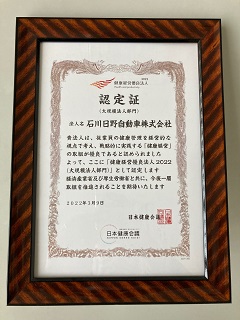 健康経営優良法人
認定証
(大規模法人部門)
法人名 石川日野自動車株式会社
貴法人は、従業員の健康管理を経営的な
視点で考え、戦略的に実践する「健康経営」
の取組が優良であると認められました
よって、ここに「健康経営優良法人2022
(大規模法人部門)」として認定します
経済産業省及び厚生労働省と共に、今後一層
取組を推進されることを期待いたします
2022年3月9日
日本健康会議
日本健康会議